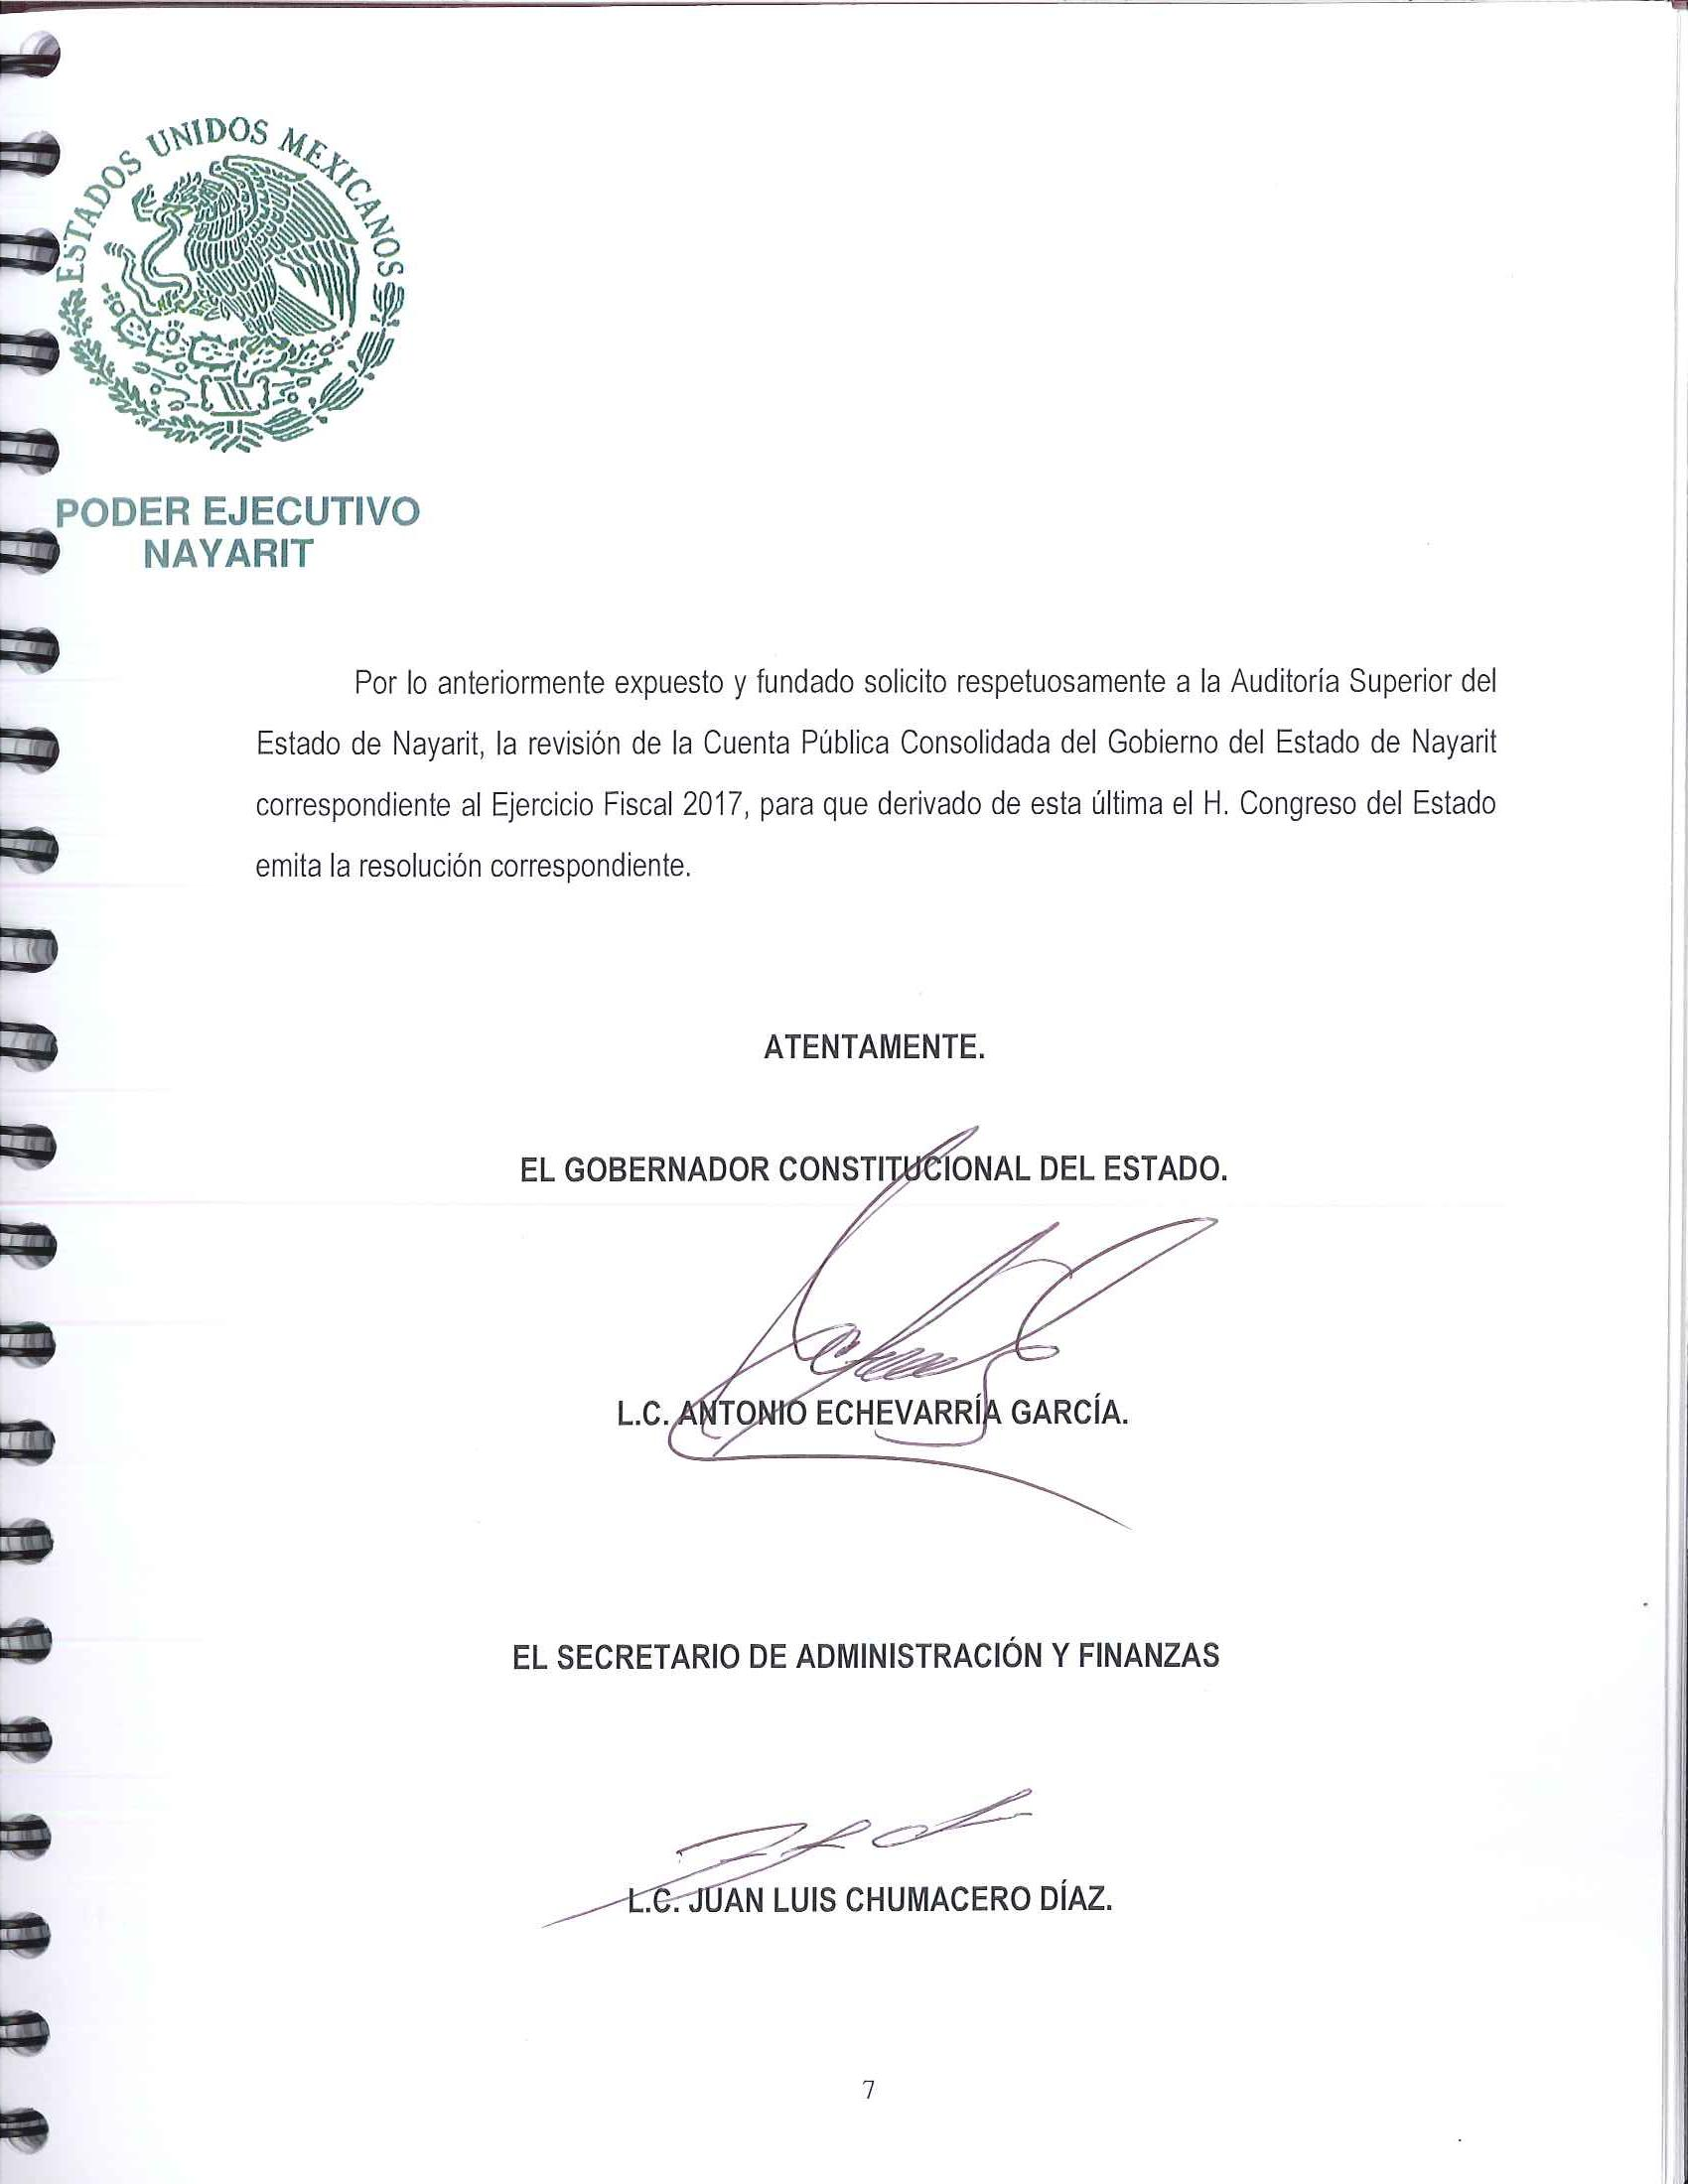 ESTADOS UNIDOS MEXICANOS
PODER EJECUTIVO
NAYARIT
Por lo anteriormente expuesto y fundado solicito respetuosamente a la Auditoría Superior del
Estado de Nayarit, la revisión de la Cuenta Pública Consolidada del Gobierno del Estado de Nayarit
correspondiente al Ejercicio Fiscal 2017, para que derivado de esta última el H. Congreso del Estado
emita la resolución correspondiente.
ATENTAMENTE.
EL GOBERNADOR CONSTITUCIONAL DEL ESTADO.
L.C. ANTONIO ECHEVARRÍA GARCÍA.
EL SECRETARIO DE ADMINISTRACIÓN Y FINANZAS
L.C. JUAN LUIS CHUMACERO DÍAZ.
7